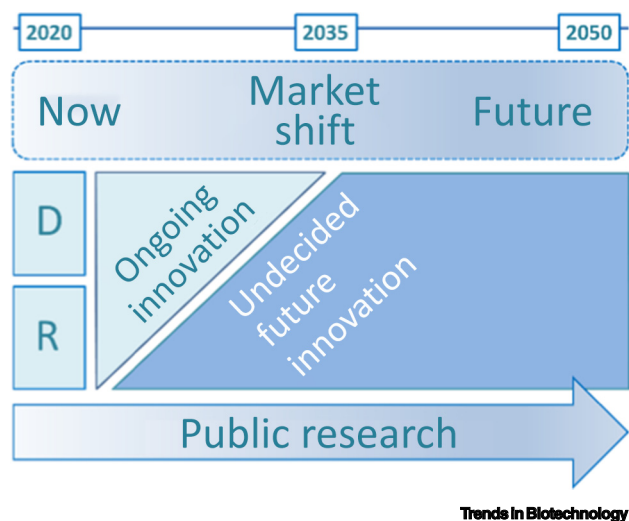 2020 2035 2050
Now
Market
shift
Future
D
Ongoing
innovation
Undecided
future
innovation
R
Public research
Trends in Biotechnology